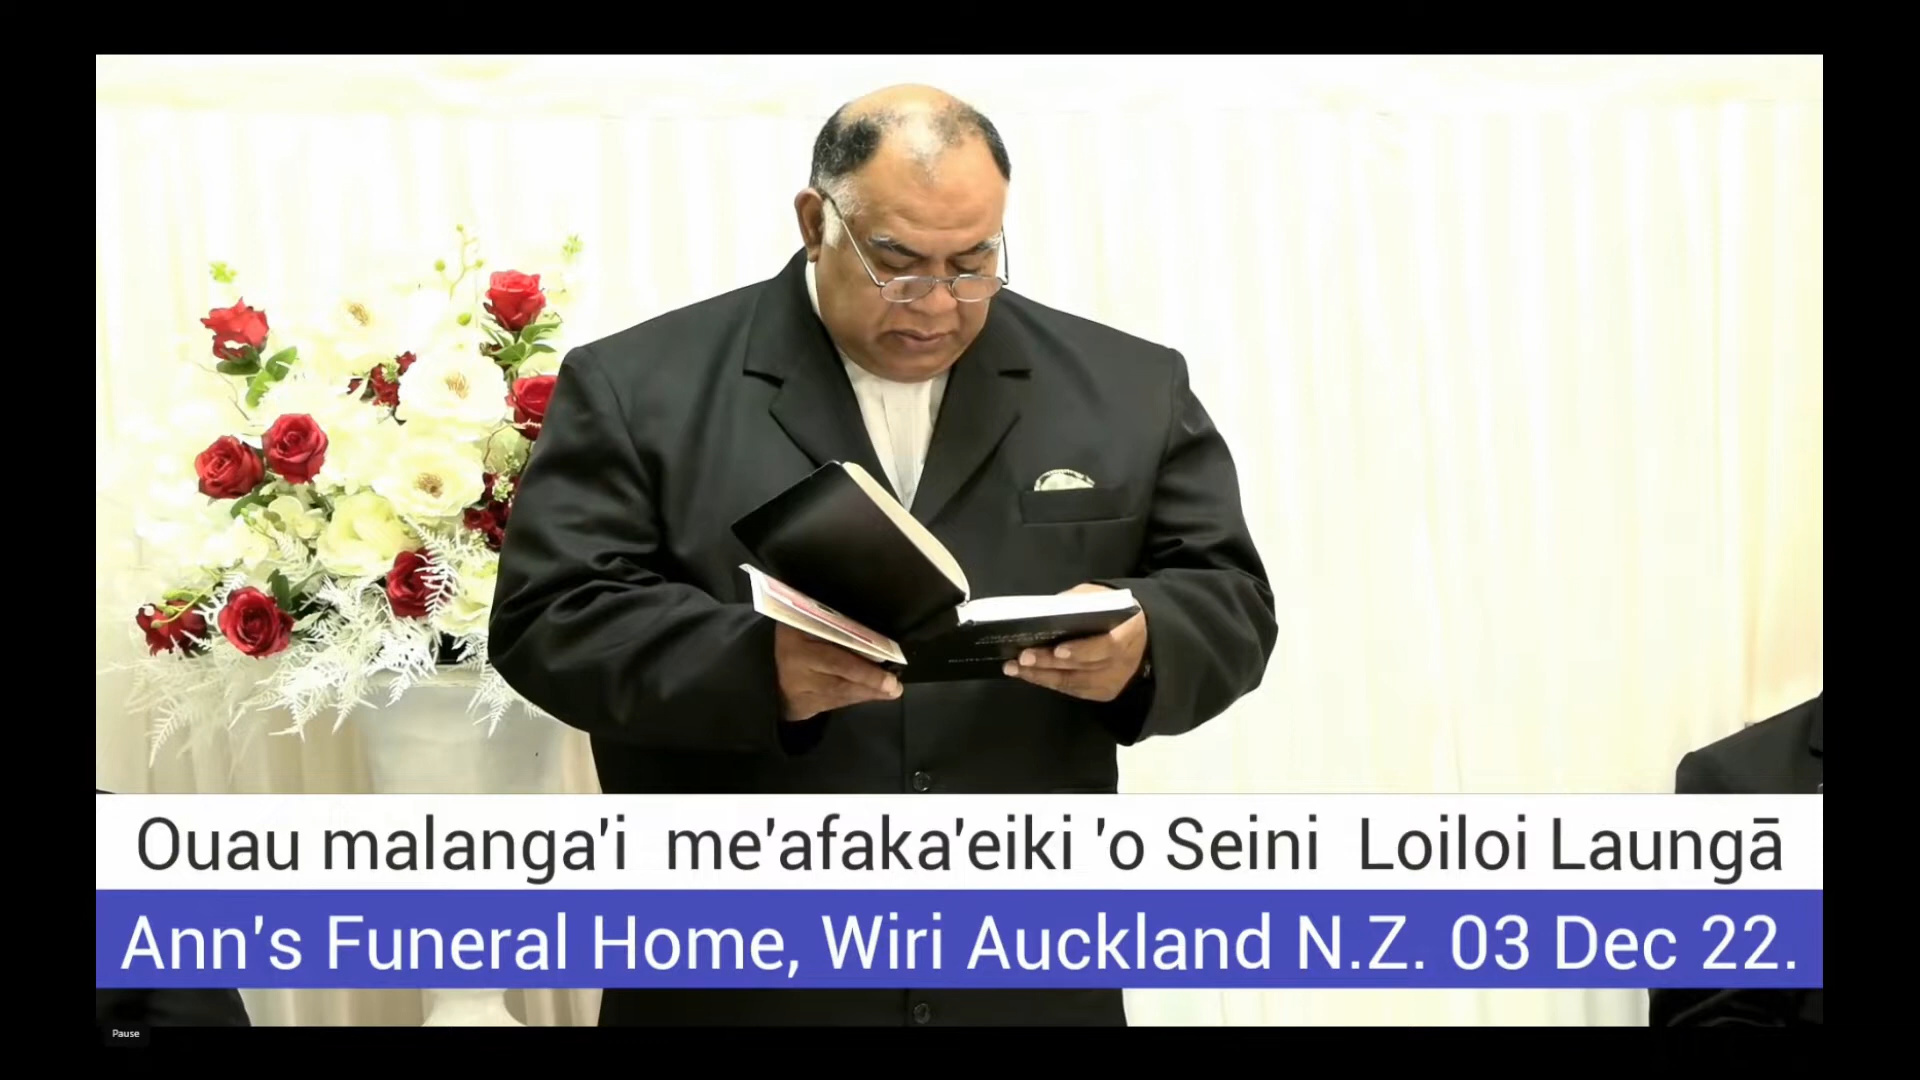 Ouau malanga'i me'afaka'eiki 'o Seini Loiloi Laungā
Ann's Funeral Home, Wiri Auckland N.Z. 03 Dec 22.
Pause